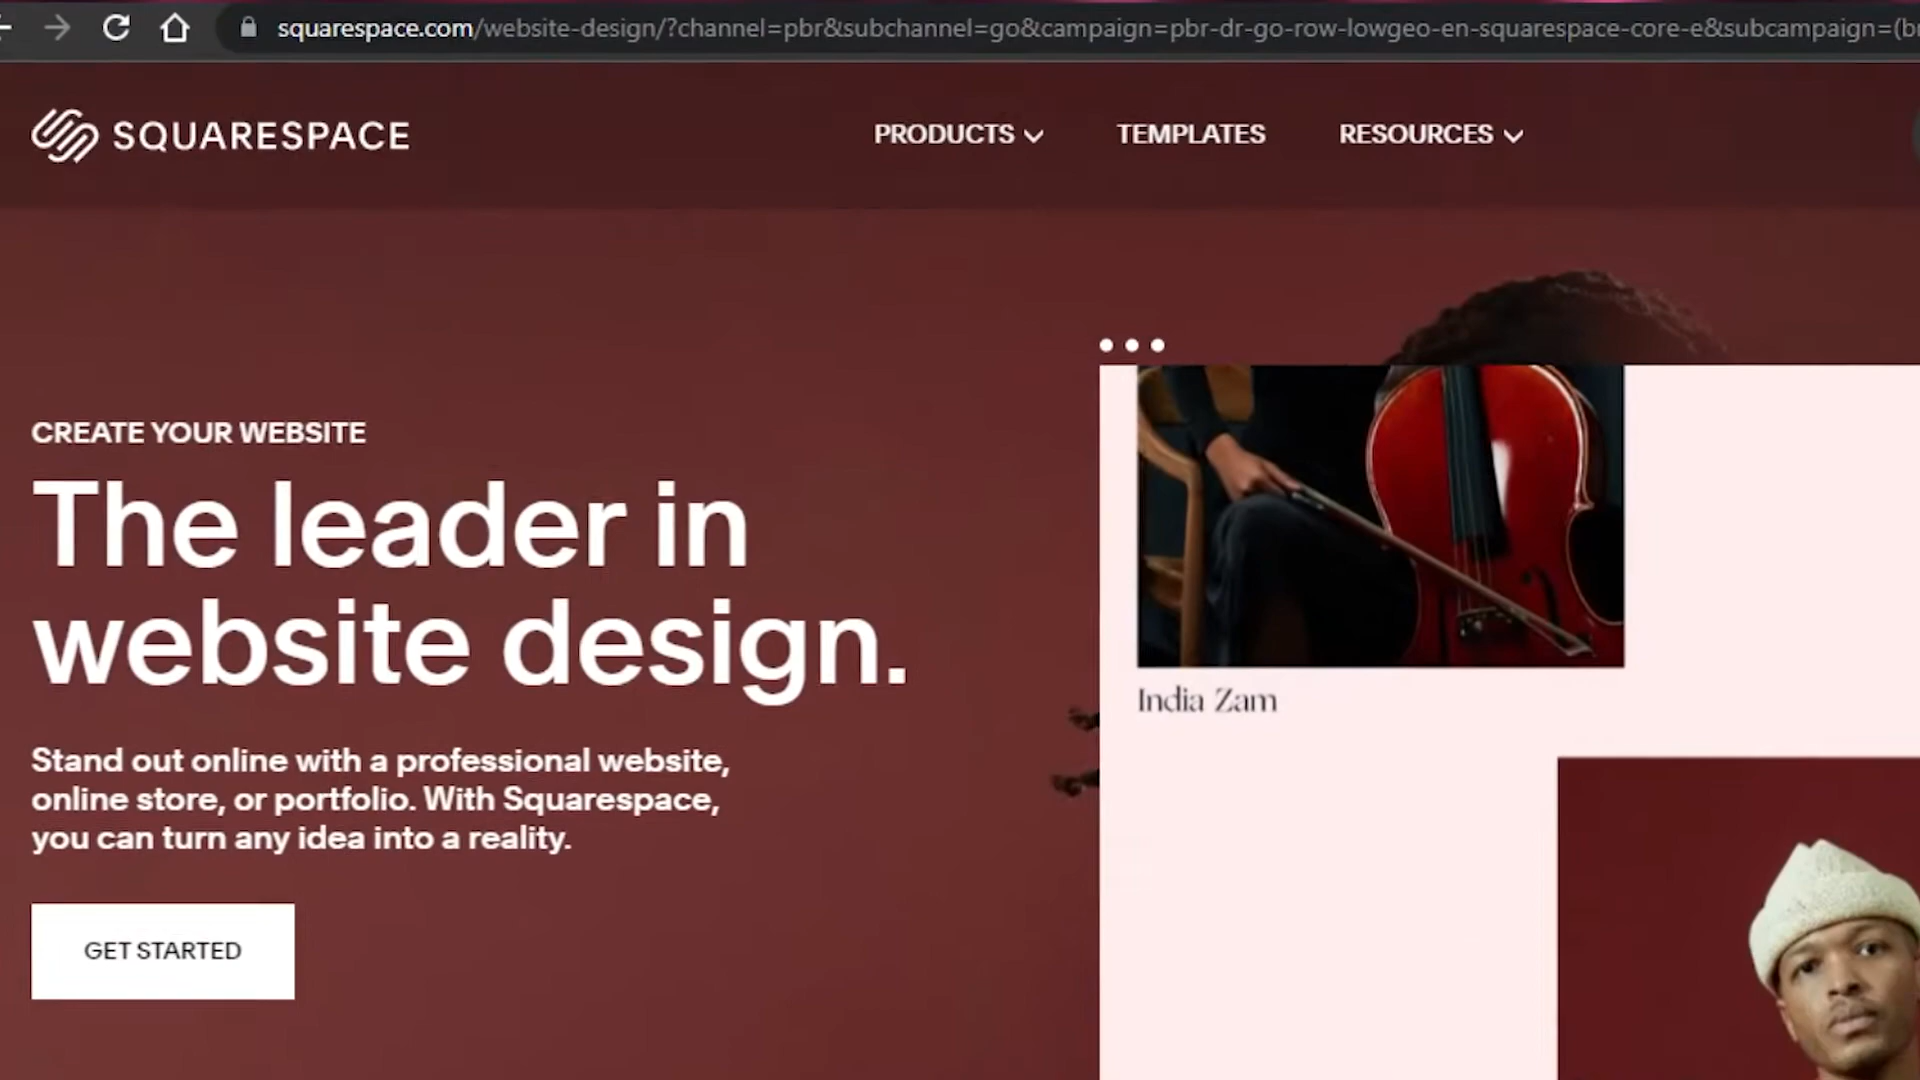 squarespace.com/website-design/?channel=pbr&subchannel=go&campaign=pbr-dr-go-row-lowgeo-en-squarespace-core-e&subcampaign=(b
SQUARESPACE
PRODUCTS TEMPLATES RESOURCES
CREATE YOUR WEBSITE
The leader in
website design.
Stand out online with a professional website,
online store, or portfolio. With Squarespace,
you can turn any idea into a reality.
GET STARTED
India Zam